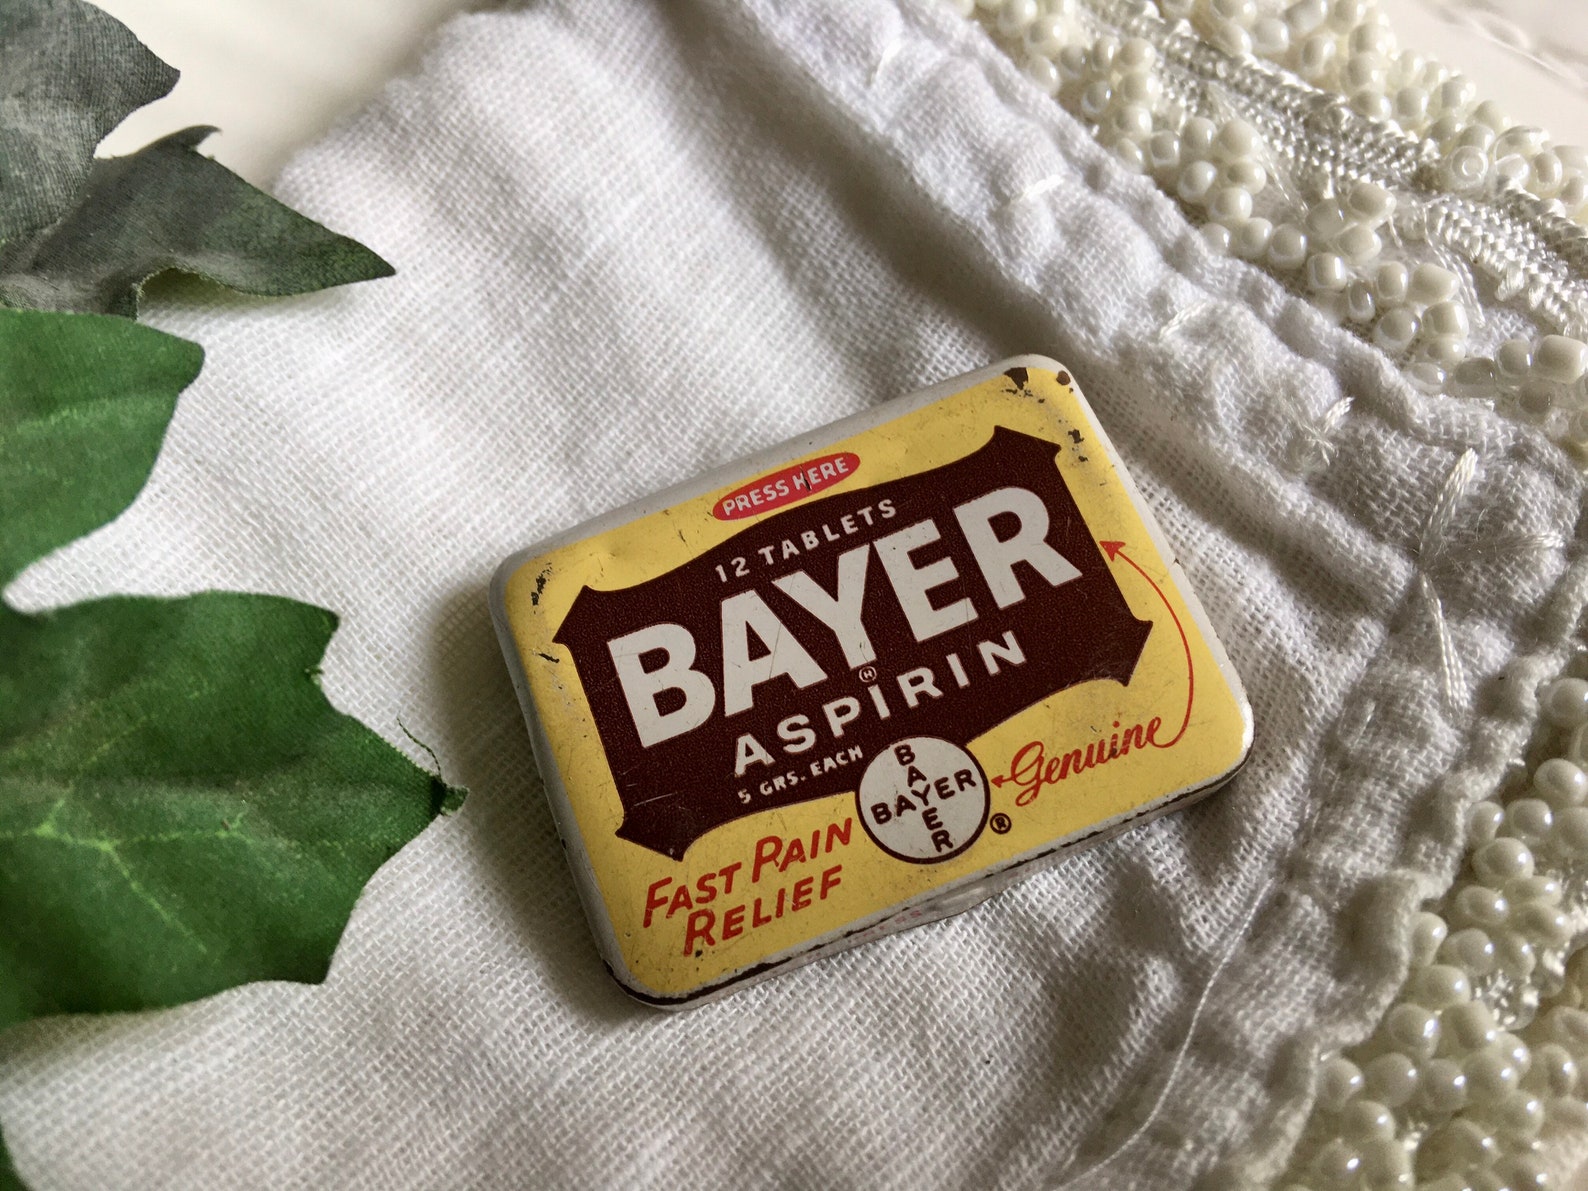 PRESS HERE
12 TABLETS
BAYER
ASPIRIN
5 GRS. EACH
BAYER
BAYER
®
Genuine
FAST PAIN
RELIEF